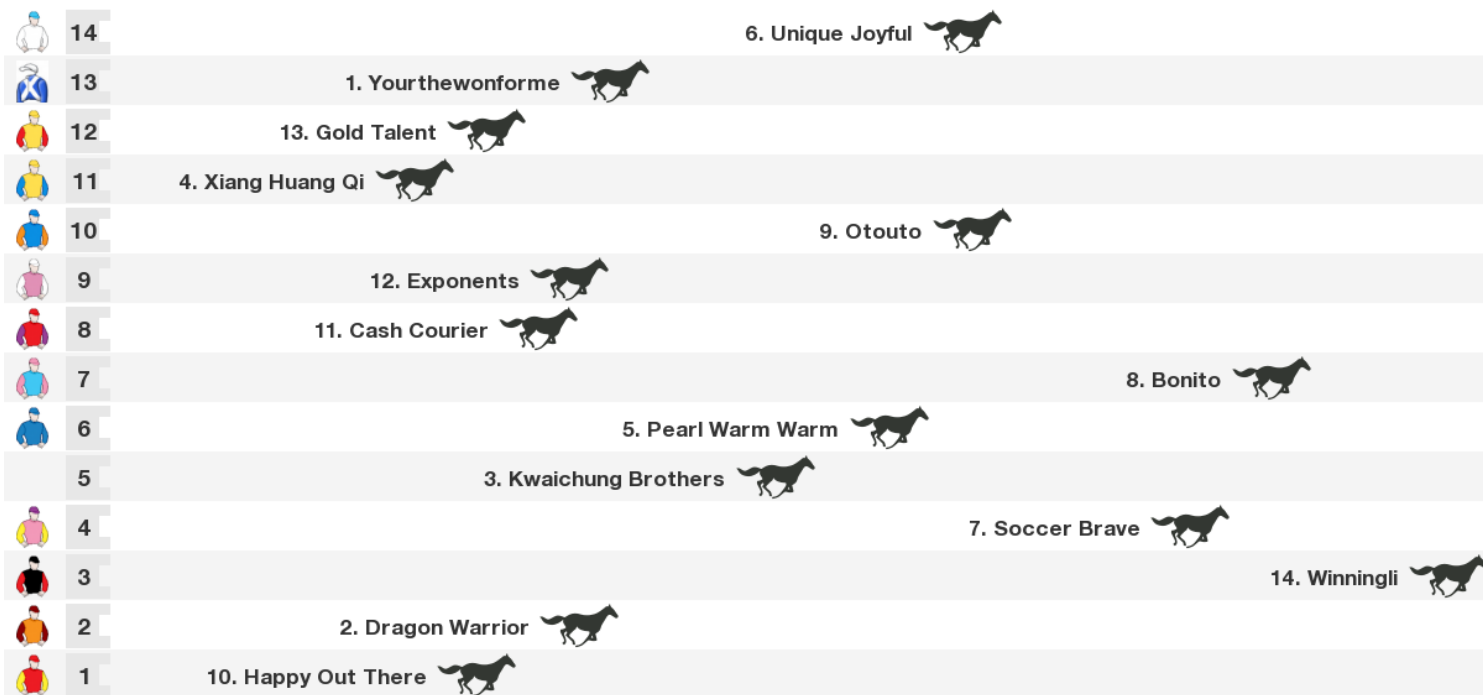 14 6. Unique Joyful
13 1. Yourthewonforme
12 13. Gold Talent
11 4. Xiang Huang Qi
10 9. Otouto
9 12. Exponents
8 11. Cash Courier
7 8. Bonito
6 5. Pearl Warm Warm
5 3. Kwaichung Brothers
4 7. Soccer Brave
3 14. Winningli
2 2. Dragon Warrior
1 10. Happy Out There